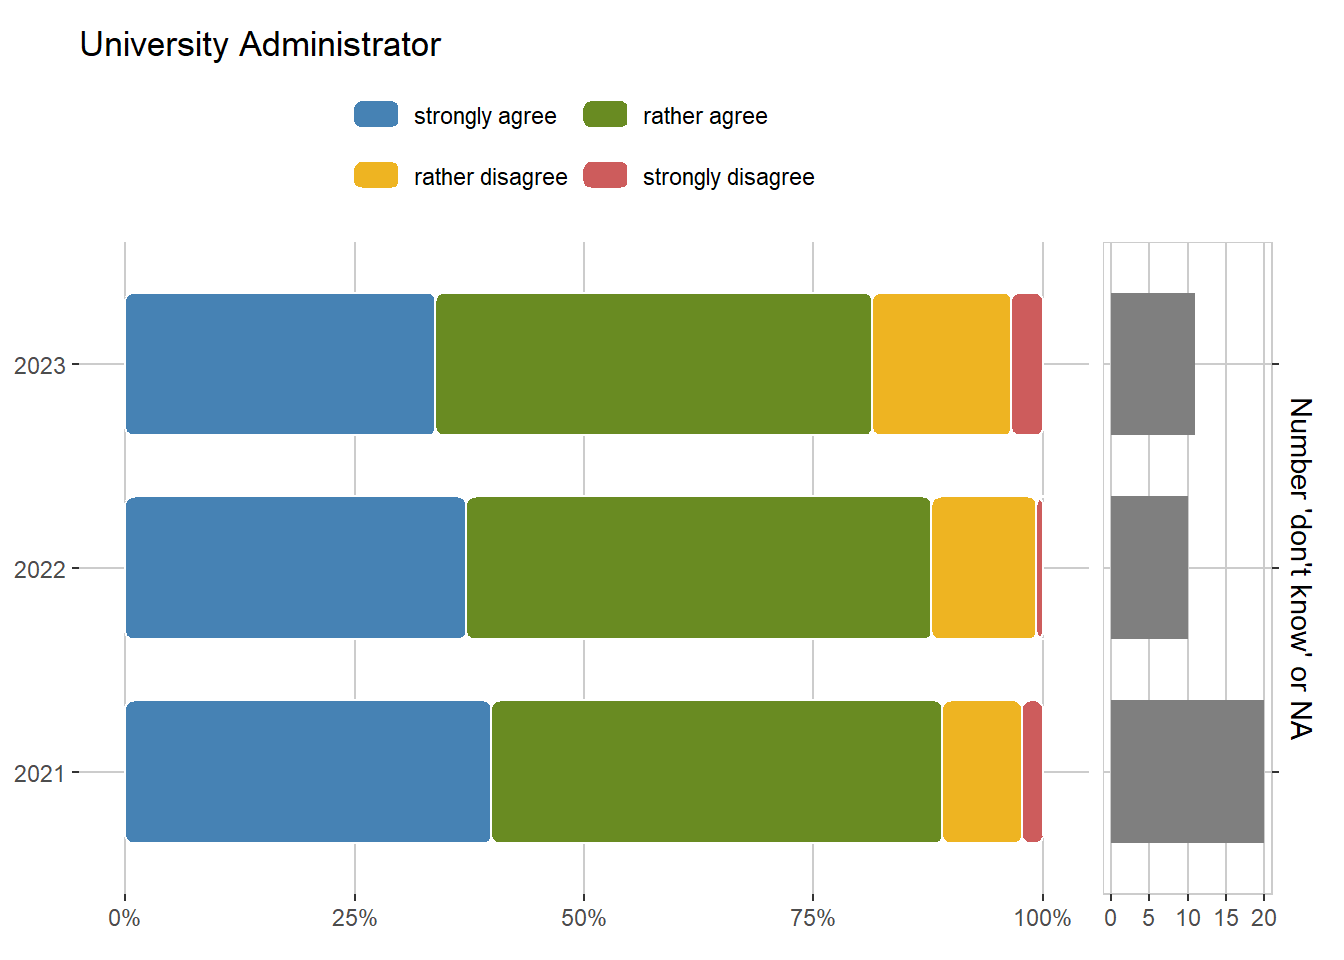 University Administrator
strongly agree
rather agree
rather disagree
strongly disagree
2023
2022
2021
0%
25%
50%
75%
100%
0
5
10
15
20
Number 'don't know' or NA